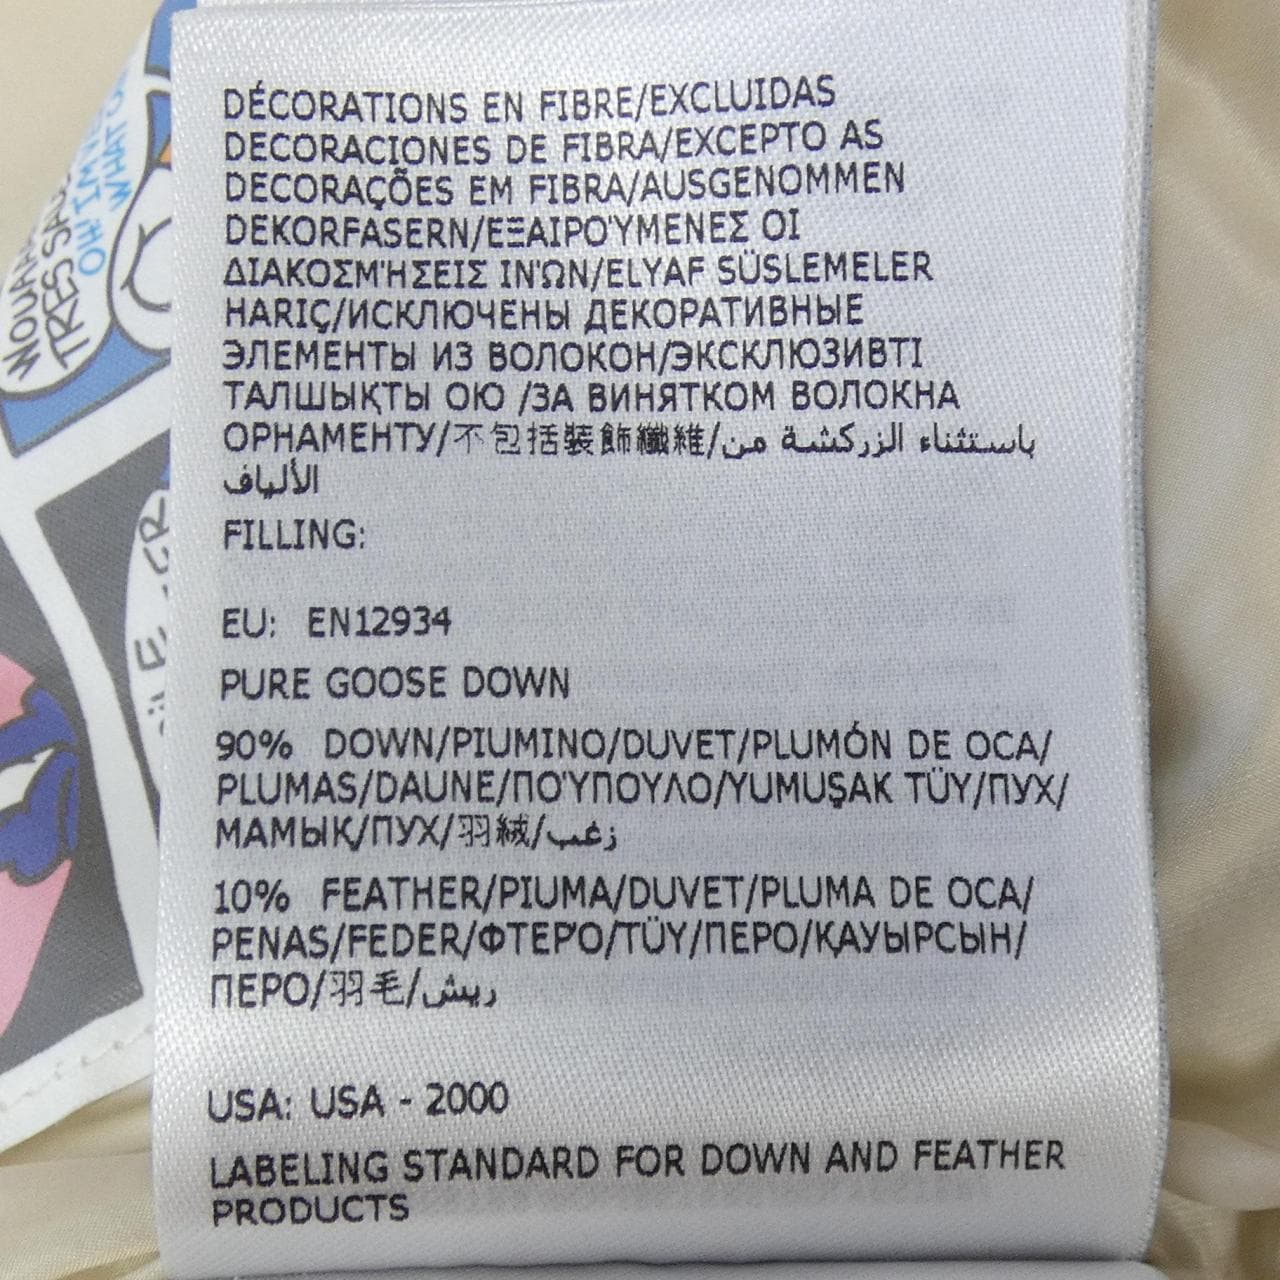 DÉCORATIONS EN FIBRE/EXCLUIDAS
DECORACIONES DE FIBRA/EXCEPTO AS
DECORAÇÕES EM FIBRA/AUSGENOMMEN
DEKORFASERN/ΕΞΑΙΡΟΎΜΕΝΕΣ ΟΙ
ΔΙΑΚΟΣΜΉΣΕΙΣ ΙΝΏΝ/ELYAF SÜSLEMELER
HARIÇ/ИСКЛЮЧЕНЫ ДЕКОРАТИВНЫЕ
ЭЛЕМЕНТЫ ИЗ ВОЛОКОН/ЭКСКЛЮЗИВТІ
ТАЛШЫҚТЫ ОЮ /ЗА ВИНЯТКОМ ВОЛОКНА
ОРНАМЕНТУ/不包括裝飾纖維/باستثناء الزركشة من
الألياف
FILLING:
EU: EN12934
PURE GOOSE DOWN
90% DOWN/PIUMINO/DUVET/PLUMÓN DE OCA/
PLUMAS/DAUNE/ΠΟΎΠΟΥΛΟ/YUMUŞAK TÜY/ПУХ/
МАМЫҚ/ПУХ/羽絨/زغب
10% FEATHER/PIUMA/DUVET/PLUMA DE OCA/
PENAS/FEDER/ΦΤΕΡΌ/TÜY/ПЕРО/ҚАУЫРСЫН/
ПЕРО/羽毛/ريش
USA: USA - 2000
LABELING STANDARD FOR DOWN AND FEATHER
PRODUCTS
OH! I'M
WHAT
TRES